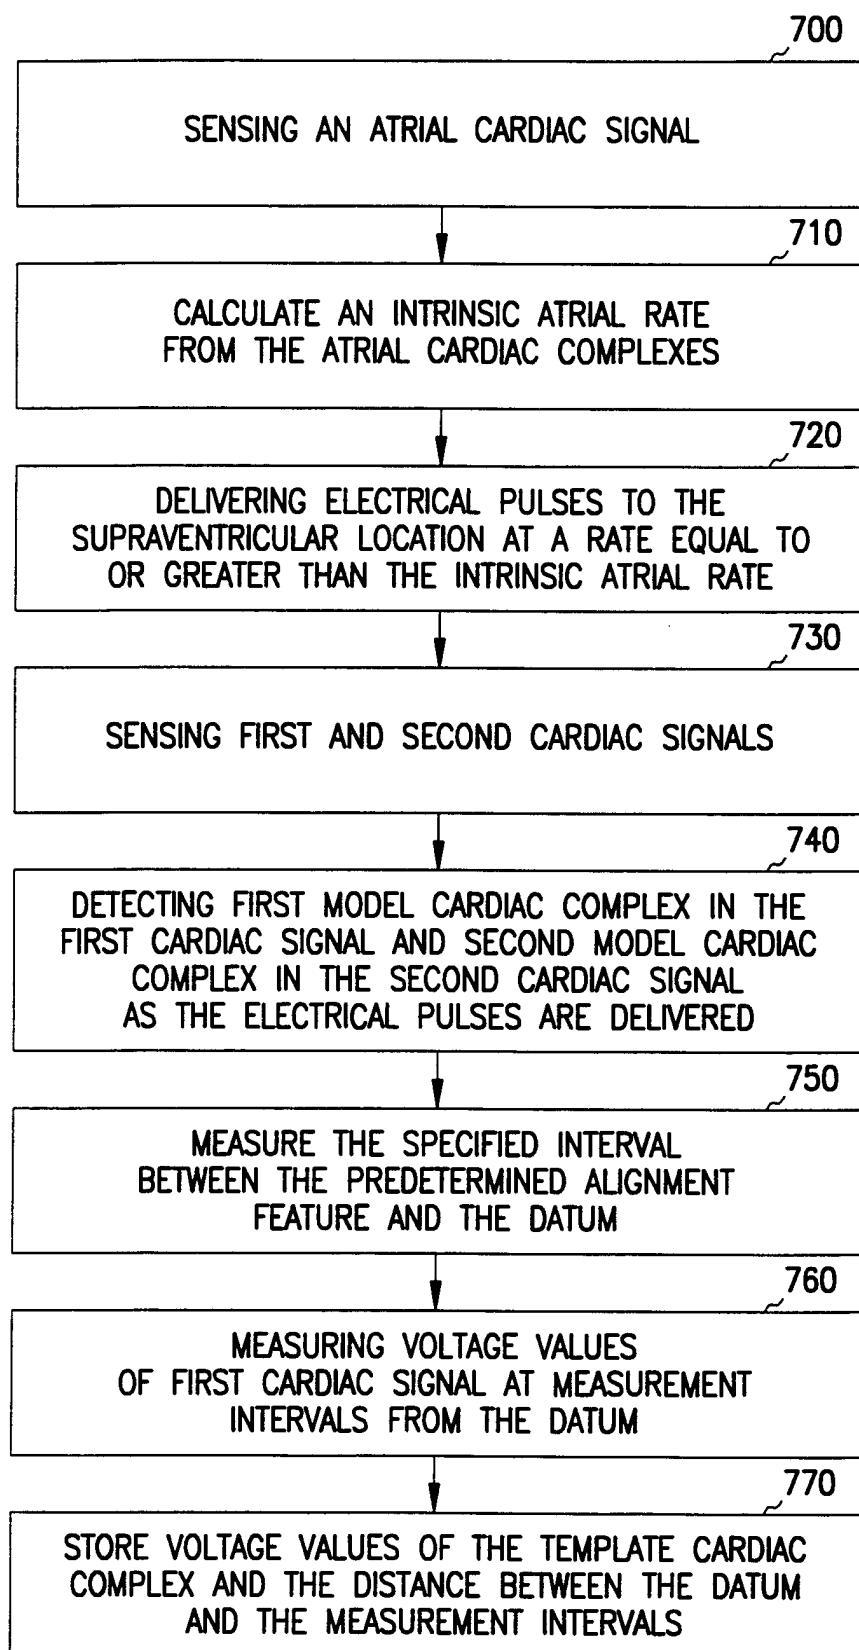 700
SENSING AN ATRIAL CARDIAC SIGNAL
710
CALCULATE AN INTRINSIC ATRIAL RATE
FROM THE ATRIAL CARDIAC COMPLEXES
720
DELIVERING ELECTRICAL PULSES TO THE
SUPRAVENTRICULAR LOCATION AT A RATE EQUAL TO
OR GREATER THAN THE INTRINSIC ATRIAL RATE
730
SENSING FIRST AND SECOND CARDIAC SIGNALS
740
DETECTING FIRST MODEL CARDIAC COMPLEX IN THE
FIRST CARDIAC SIGNAL AND SECOND MODEL CARDIAC
COMPLEX IN THE SECOND CARDIAC SIGNAL
AS THE ELECTRICAL PULSES ARE DELIVERED
750
MEASURE THE SPECIFIED INTERVAL
BETWEEN THE PREDETERMINED ALIGNMENT
FEATURE AND THE DATUM
760
MEASURING VOLTAGE VALUES
OF FIRST CARDIAC SIGNAL AT MEASUREMENT
INTERVALS FROM THE DATUM
770
STORE VOLTAGE VALUES OF THE TEMPLATE CARDIAC
COMPLEX AND THE DISTANCE BETWEEN THE DATUM
AND THE MEASUREMENT INTERVALS